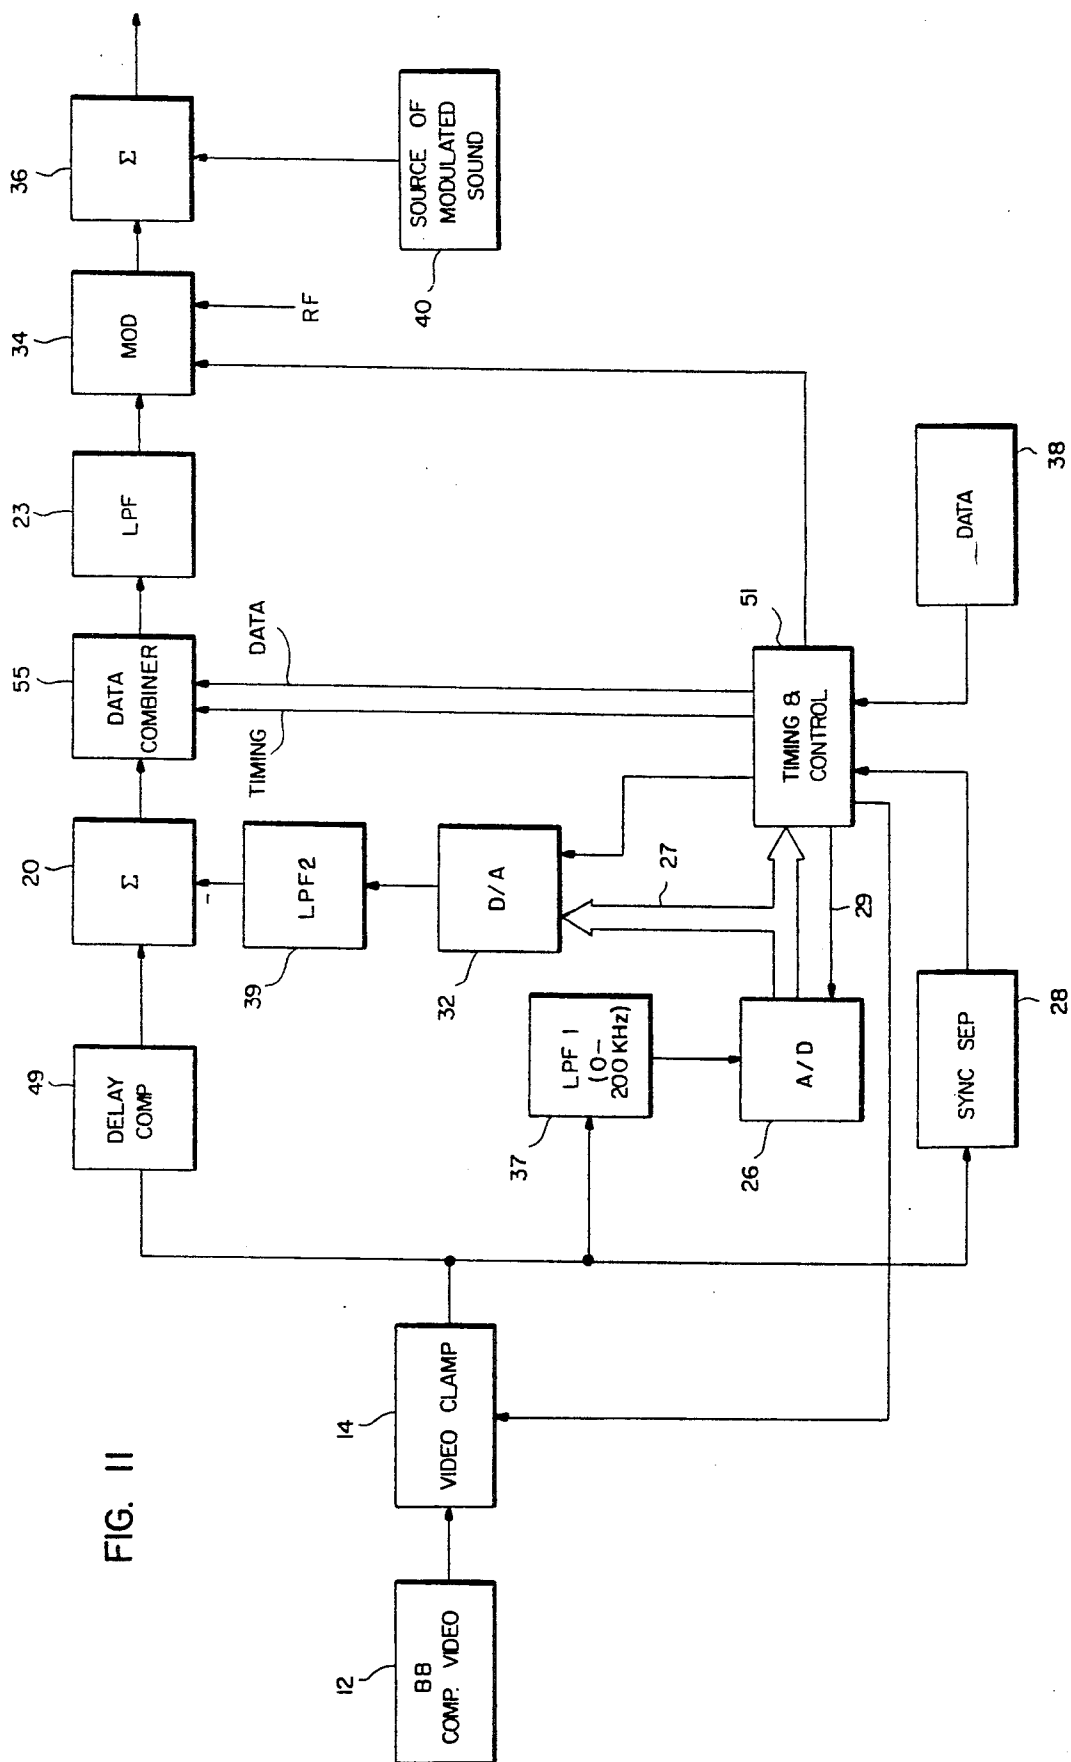 FIG. 11
12
BB
COMP. VIDEO
14
VIDEO CLAMP
49
DELAY
COMP
20
Σ
–
55
DATA
COMBINER
23
LPF
34
MOD
RF
36
Σ
SOURCE OF
MODULATED
SOUND
40
TIMING
DATA
LPF2
39
D/A
32
27
LPF 1
(0–
200 KHz)
37
A/D
26
29
TIMING &
CONTROL
51
SYNC SEP
28
DATA
38